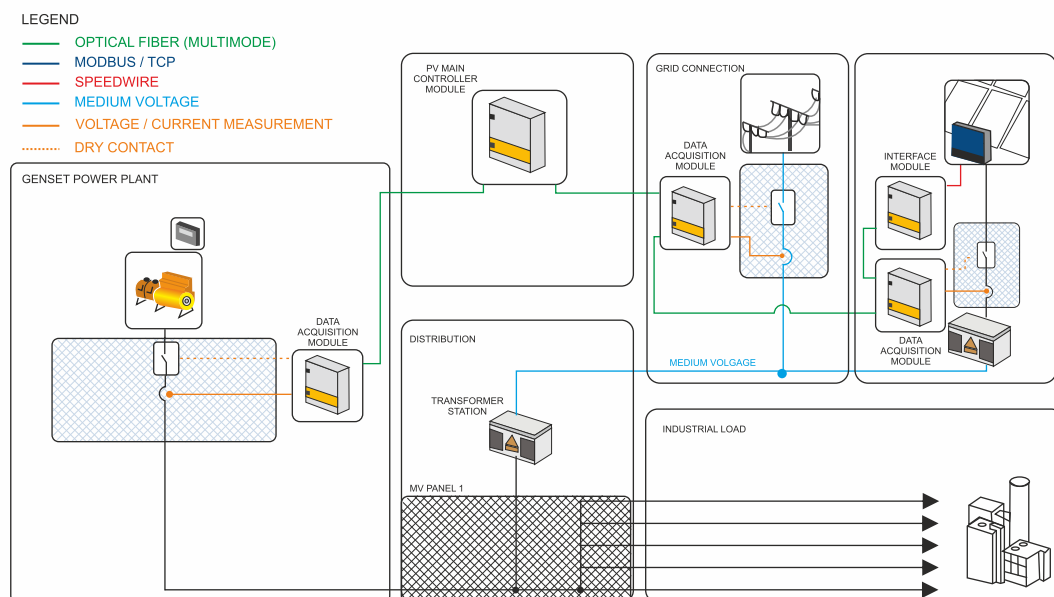 LEGEND
OPTICAL FIBER (MULTIMODE)
MODBUS / TCP
SPEEDWIRE
MEDIUM VOLTAGE
VOLTAGE / CURRENT MEASUREMENT
DRY CONTACT
GENSET POWER PLANT
DATA
ACQUISITION
MODULE
PV MAIN
CONTROLLER
MODULE
GRID CONNECTION
DATA
ACQUISITION
MODULE
INTERFACE
MODULE
DATA
ACQUISITION
MODULE
DISTRIBUTION
MEDIUM VOLGAGE
TRANSFORMER
STATION
MV PANEL 1
INDUSTRIAL LOAD